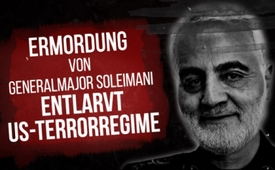 ERMORDUNG
VON
GENERALMAJOR SOLEIMANI
ENTLARVT
US-TERRORREGIME